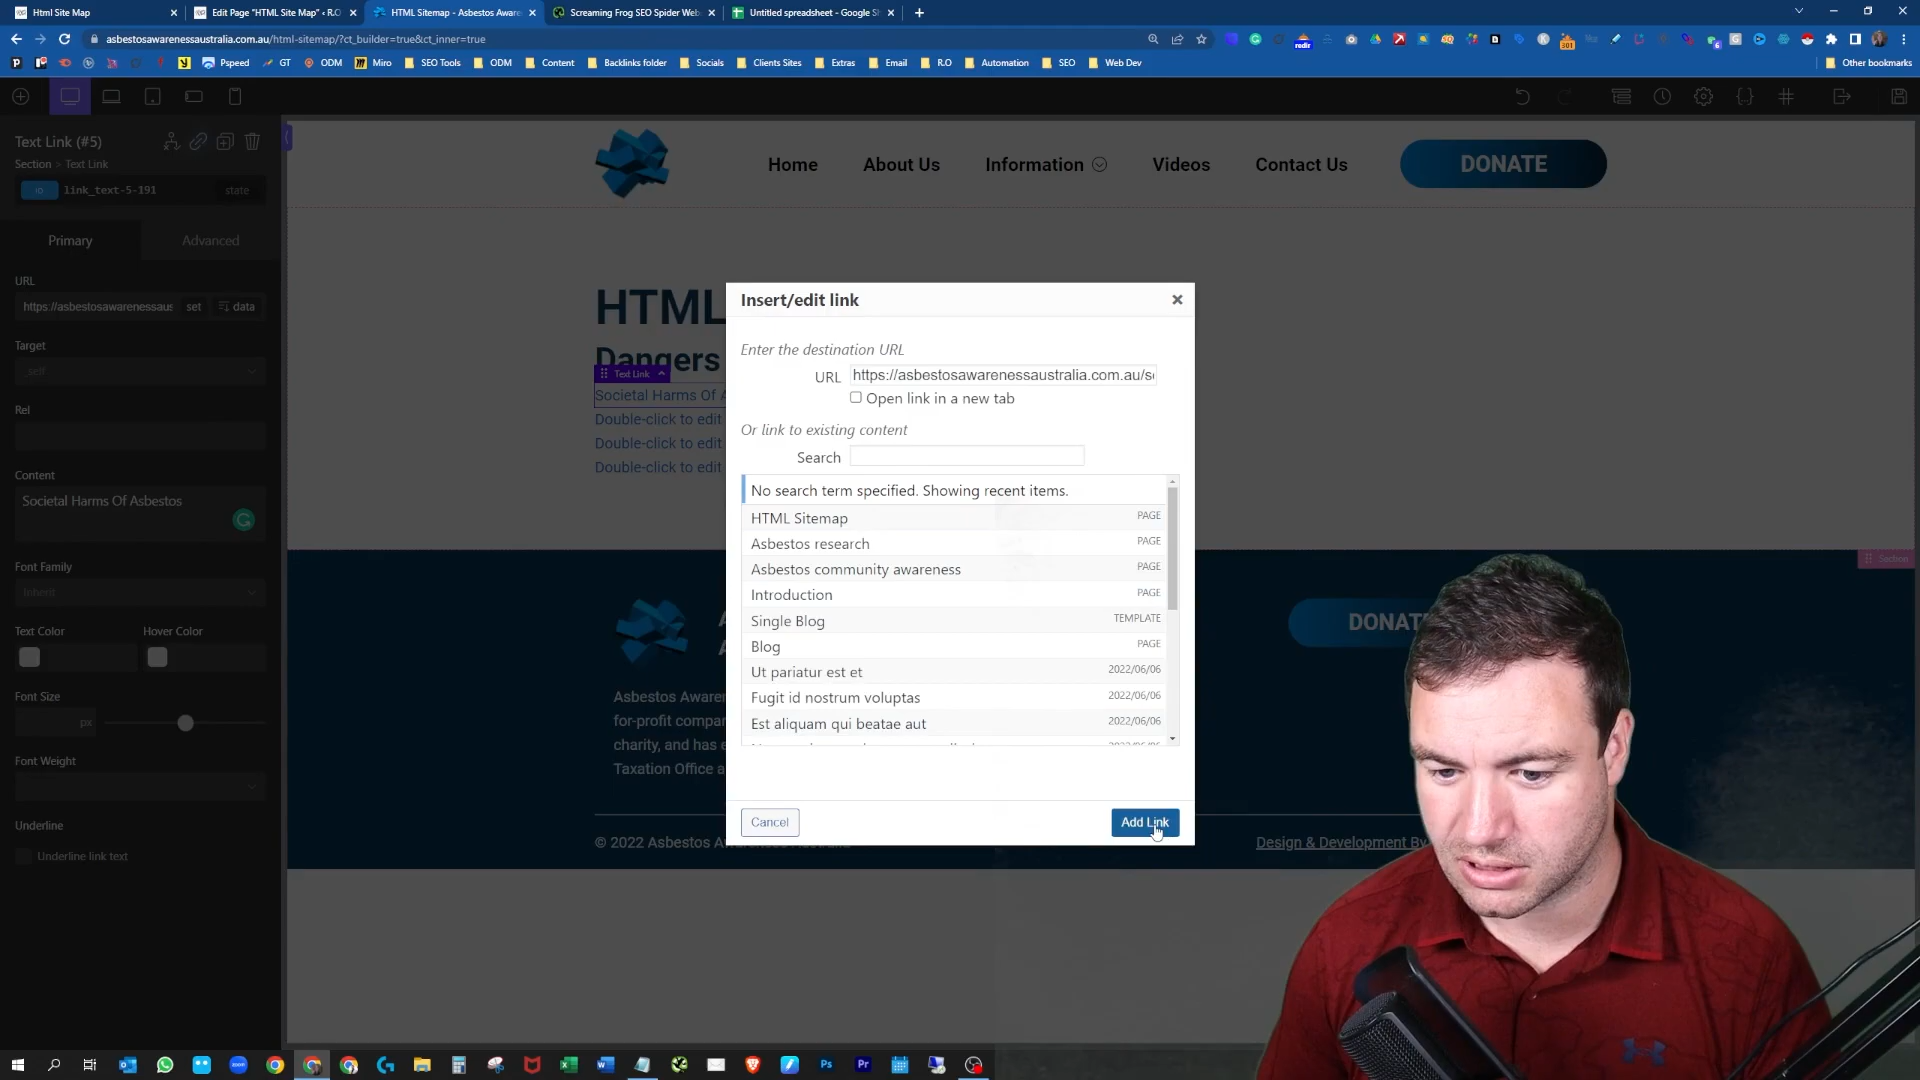 Html Site Map
Edit Page "HTML Site Map" ‹ R.O
HTML Sitemap - Asbestos Aware
Screaming Frog SEO Spider Web
Untitled spreadsheet - Google Sh
asbestosawarenessaustralia.com.au/html-sitemap/?ct_builder=true&ct_inner=true
Pspeed
GT
ODM
Miro
SEO Tools
ODM
Content
Backlinks folder
Socials
Clients Sites
Extras
Email
R.O
Automation
SEO
Web Dev
Other bookmarks
Text Link (#5)
Section > Text Link
ID
link_text-5-191
state
Primary
Advanced
URL
https://asbestosawarenessaus
set
data
Target
_self
Rel
Content
Societal Harms Of Asbestos
Font Family
Inherit
Text Color
Hover Color
Font Size
px
Font Weight
Underline
Underline link text
Home
About Us
Information
Videos
Contact Us
DONATE
HTML
Dangers
Text Link
Societal Harms Of A
Double-click to edit
Double-click to edit
Double-click to edit
Insert/edit link
Enter the destination URL
URL
https://asbestosawarenessaustralia.com.au/s
Open link in a new tab
Or link to existing content
Search
No search term specified. Showing recent items.
HTML Sitemap
PAGE
Asbestos research
PAGE
Asbestos community awareness
PAGE
Introduction
PAGE
Single Blog
TEMPLATE
Blog
PAGE
Ut pariatur est et
2022/06/06
Fugit id nostrum voluptas
2022/06/06
Est aliquam qui beatae aut
2022/06/06
Cancel
Add Link
Section
DONATE
Asbestos Aware
for-profit compa
charity, and has
Taxation Office a
© 2022 Asbestos Awareness Australia
Design & Development By